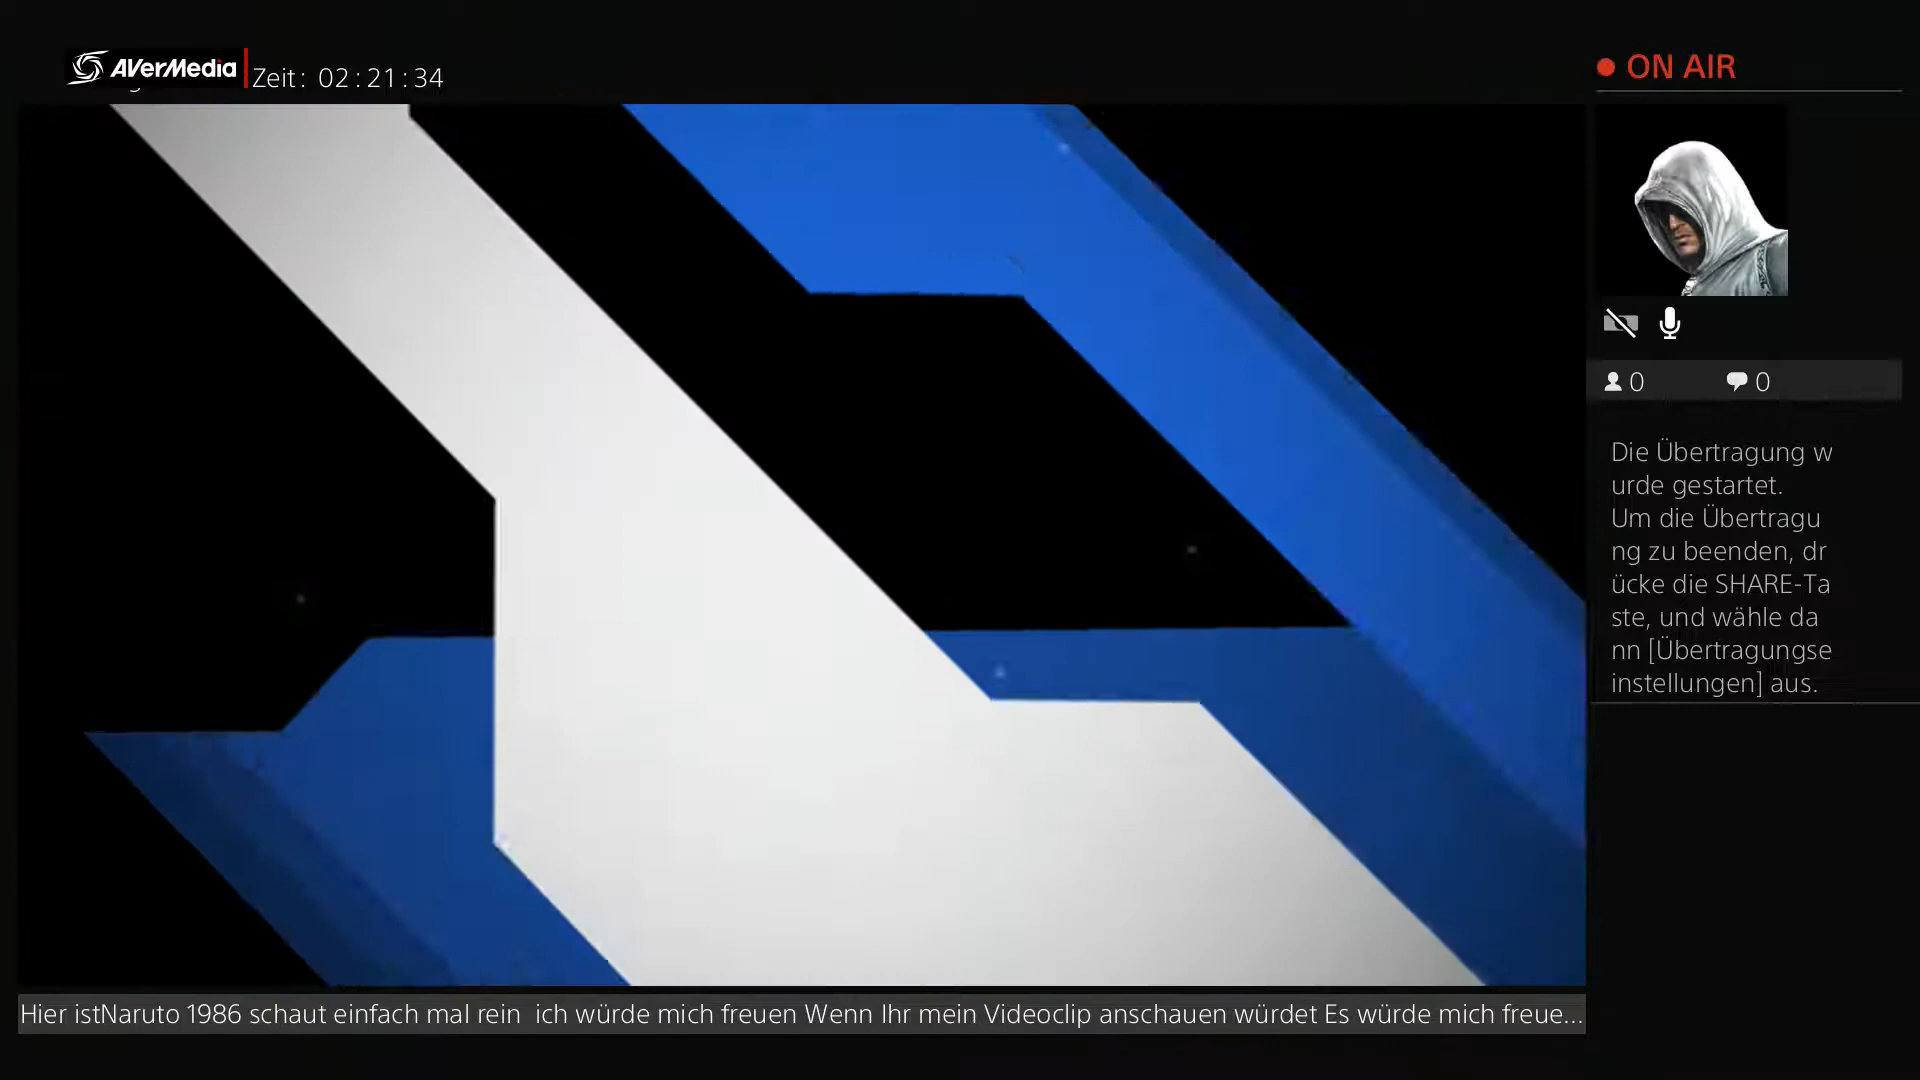 AVerMedia
Zeit: 02:21:34
ON AIR
0
0
Die Übertragung w
urde gestartet.
Um die Übertragu
ng zu beenden, dr
ücke die SHARE-Ta
ste, und wähle da
nn [Übertragungse
instellungen] aus.
Hier istNaruto 1986 schaut einfach mal rein  ich würde mich freuen Wenn Ihr mein Videoclip anschauen würdet Es würde mich freue...